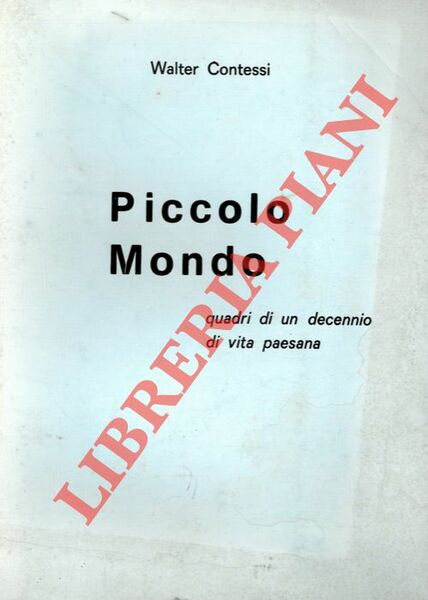 Walter Contessi
Piccolo
Mondo
quadri di un decennio
di vita paesana
LIBRERIA PIANI